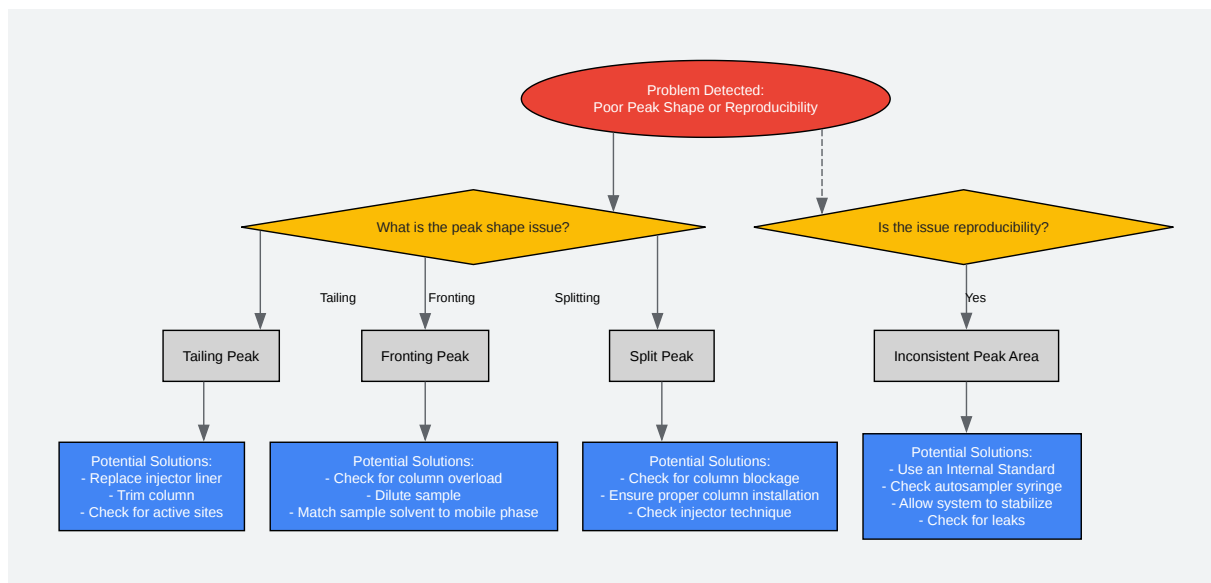 Problem Detected:
Poor Peak Shape or Reproducibility
What is the peak shape issue?
Is the issue reproducibility?
Tailing
Fronting
Splitting
Yes
Tailing Peak
Fronting Peak
Split Peak
Inconsistent Peak Area
Potential Solutions:
- Replace injector liner
- Trim column
- Check for active sites
Potential Solutions:
- Check for column overload
- Dilute sample
- Match sample solvent to mobile phase
Potential Solutions:
- Check for column blockage
- Ensure proper column installation
- Check injector technique
Potential Solutions:
- Use an Internal Standard
- Check autosampler syringe
- Allow system to stabilize
- Check for leaks